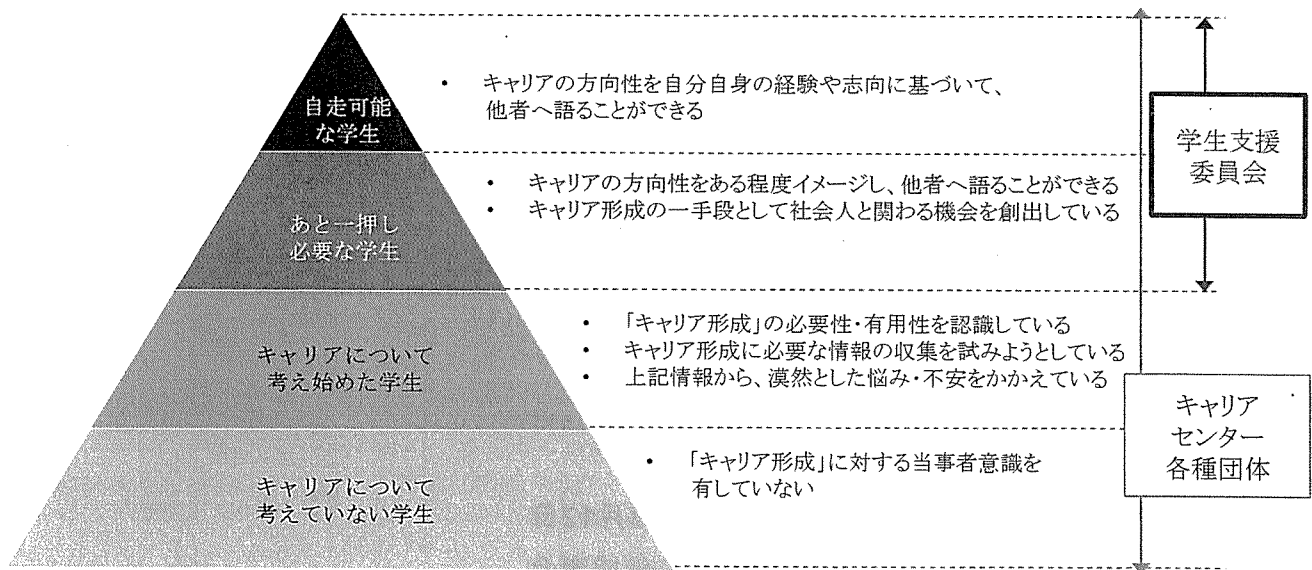 自走可能
な学生
・ キャリアの方向性を自分自身の経験や志向に基づいて、
他者へ語ることができる
あと一押し
必要な学生
・ キャリアの方向性をある程度イメージし、他者へ語ることができる
・ キャリア形成の一手段として社会人と関わる機会を創出している
学生支援
委員会
キャリアについて
考え始めた学生
・ 「キャリア形成」の必要性・有用性を認識している
・ キャリア形成に必要な情報の収集を試みようとしている
・ 上記情報から、漠然とした悩み・不安をかかえている
キャリアについて
考えていない学生
・ 「キャリア形成」に対する当事者意識を
有していない
キャリア
センター
各種団体